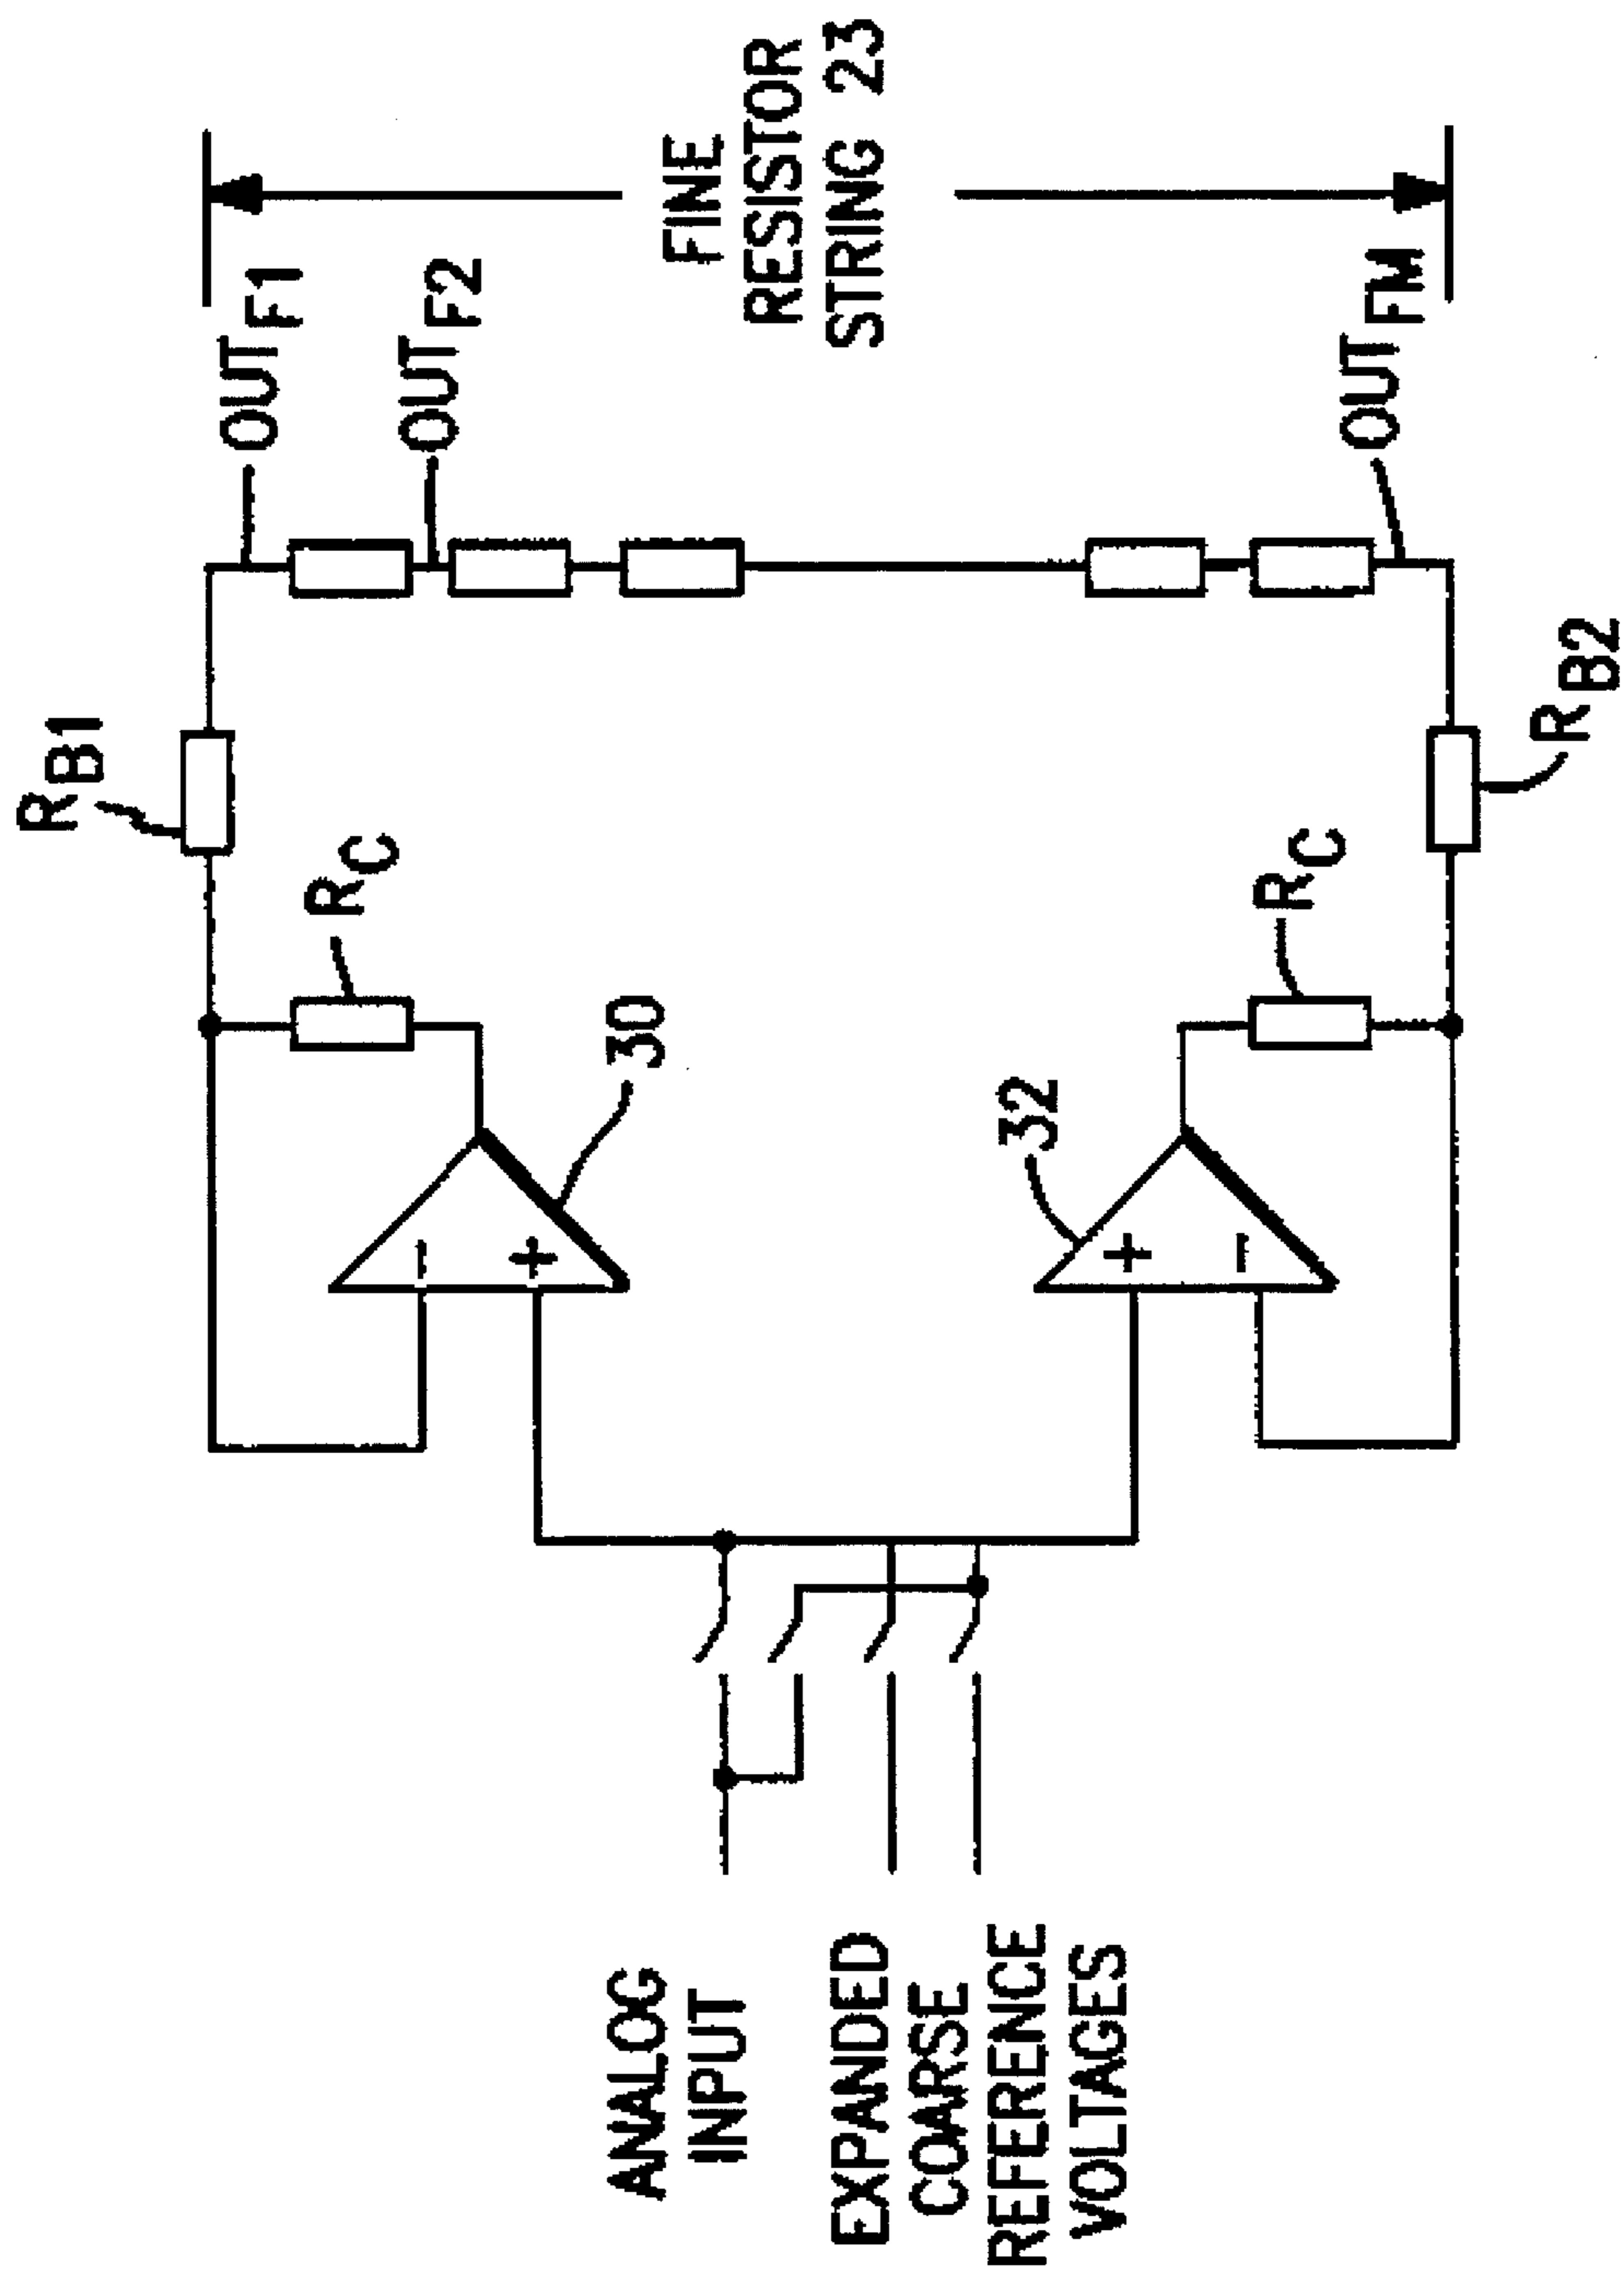 R B1
R C
30
OUT F1
OUT F2
FINE
RESISTOR
STRING 23
ANALOG
INPUT
EXPANDED
COARSE
REFERENCE
VOLTAGES
-
+
+
-
32
R C
R B2
OUT FM